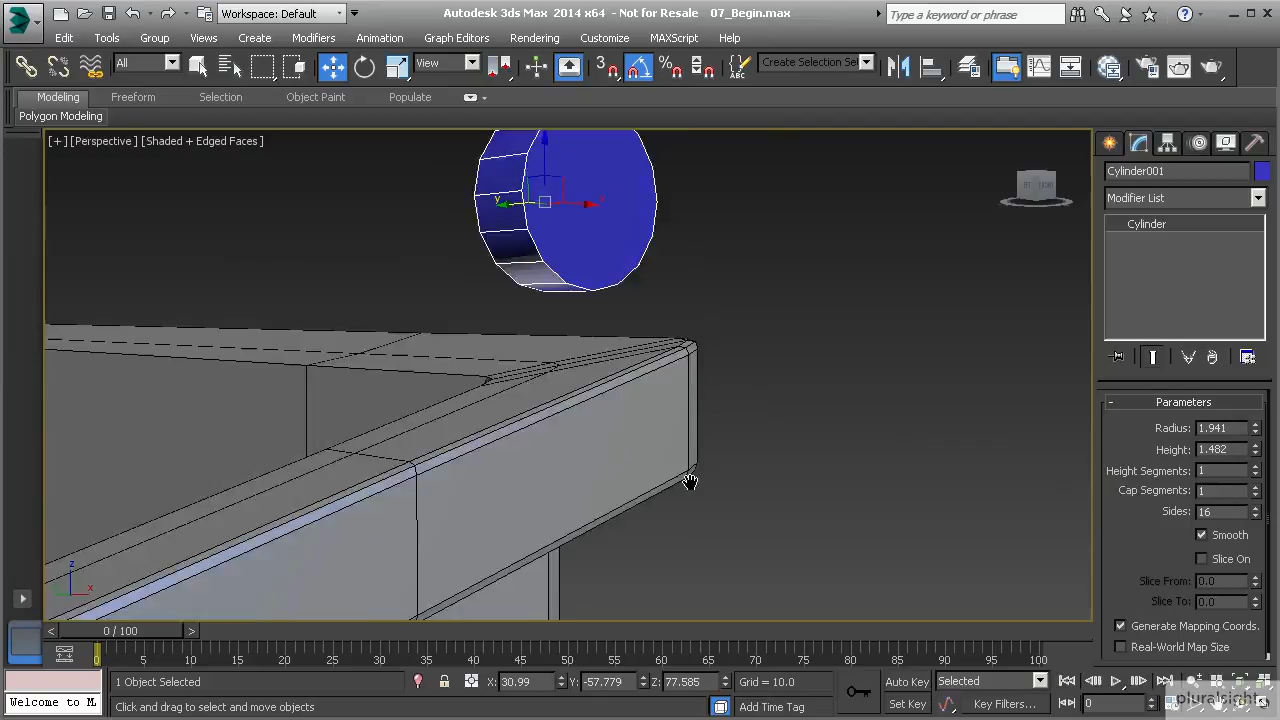 Autodesk 3ds Max 2014 x64 - Not for Resale 07_Begin.max
Workspace: Default
Type a keyword or phrase
Edit Tools Group Views Create Modifiers Animation Graph Editors Rendering Customize MAXScript Help
All
View
3
Create Selection Se
Modeling Freeform Selection Object Paint Populate
Polygon Modeling
[+] [Perspective] [Shaded + Edged Faces]
Cylinder001
Modifier List
Cylinder
y
x
z
x
- Parameters
Radius: 1.941
Height: 1.482
Height Segments: 1
Cap Segments: 1
Sides: 16
Smooth
Slice On
Slice From: 0.0
Slice To: 0.0
Generate Mapping Coords.
Real-World Map Size
< 0 / 100 >
0 5 10 15 20 25 30 35 40 45 50 55 60 65 70 75 80 85 90 95 100
1 Object Selected
X: 30.99 Y: -57.779 Z: 77.585 Grid = 10.0
Auto Key Selected
Welcome to M
Click and drag to select and move objects
Add Time Tag
Set Key Key Filters...
0
pluralsight